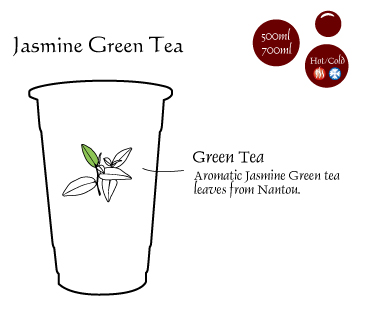 Jasmine Green Tea
500ml
700ml
Hot/Cold
Green Tea
Aromatic Jasmine Green tea
leaves from Nantou.